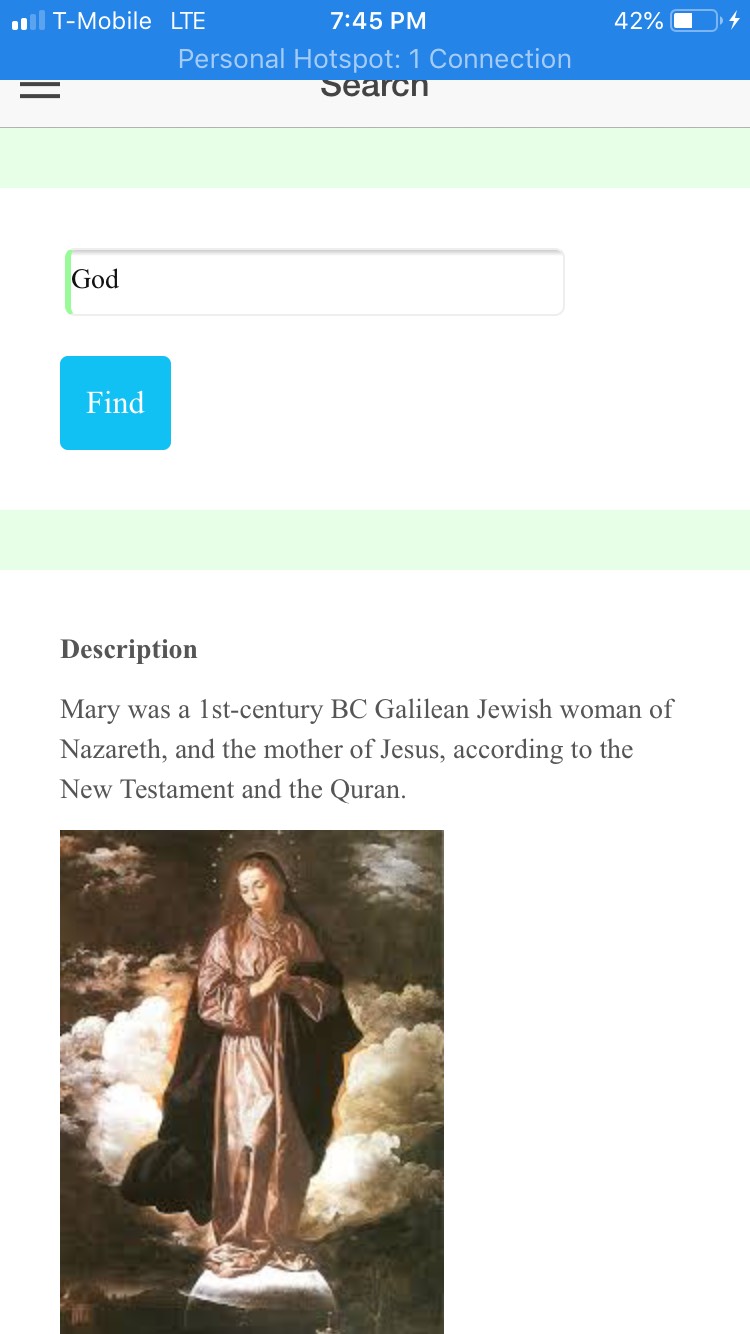 T-Mobile LTE 7:45 PM 42%
Personal Hotspot: 1 Connection
Search
God
Find
Description
Mary was a 1st-century BC Galilean Jewish woman of
Nazareth, and the mother of Jesus, according to the
New Testament and the Quran.